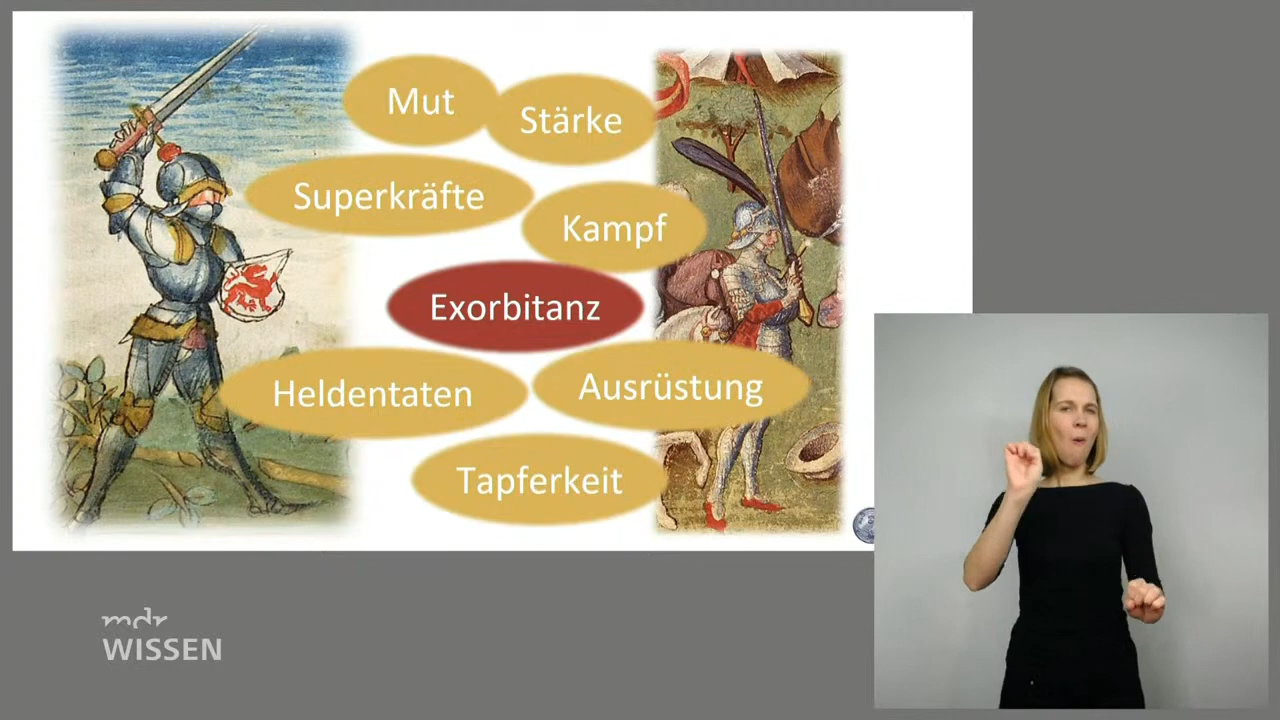 Mut
Stärke
Superkräfte
Kampf
Exorbitanz
Heldentaten
Ausrüstung
Tapferkeit
mdr
WISSEN